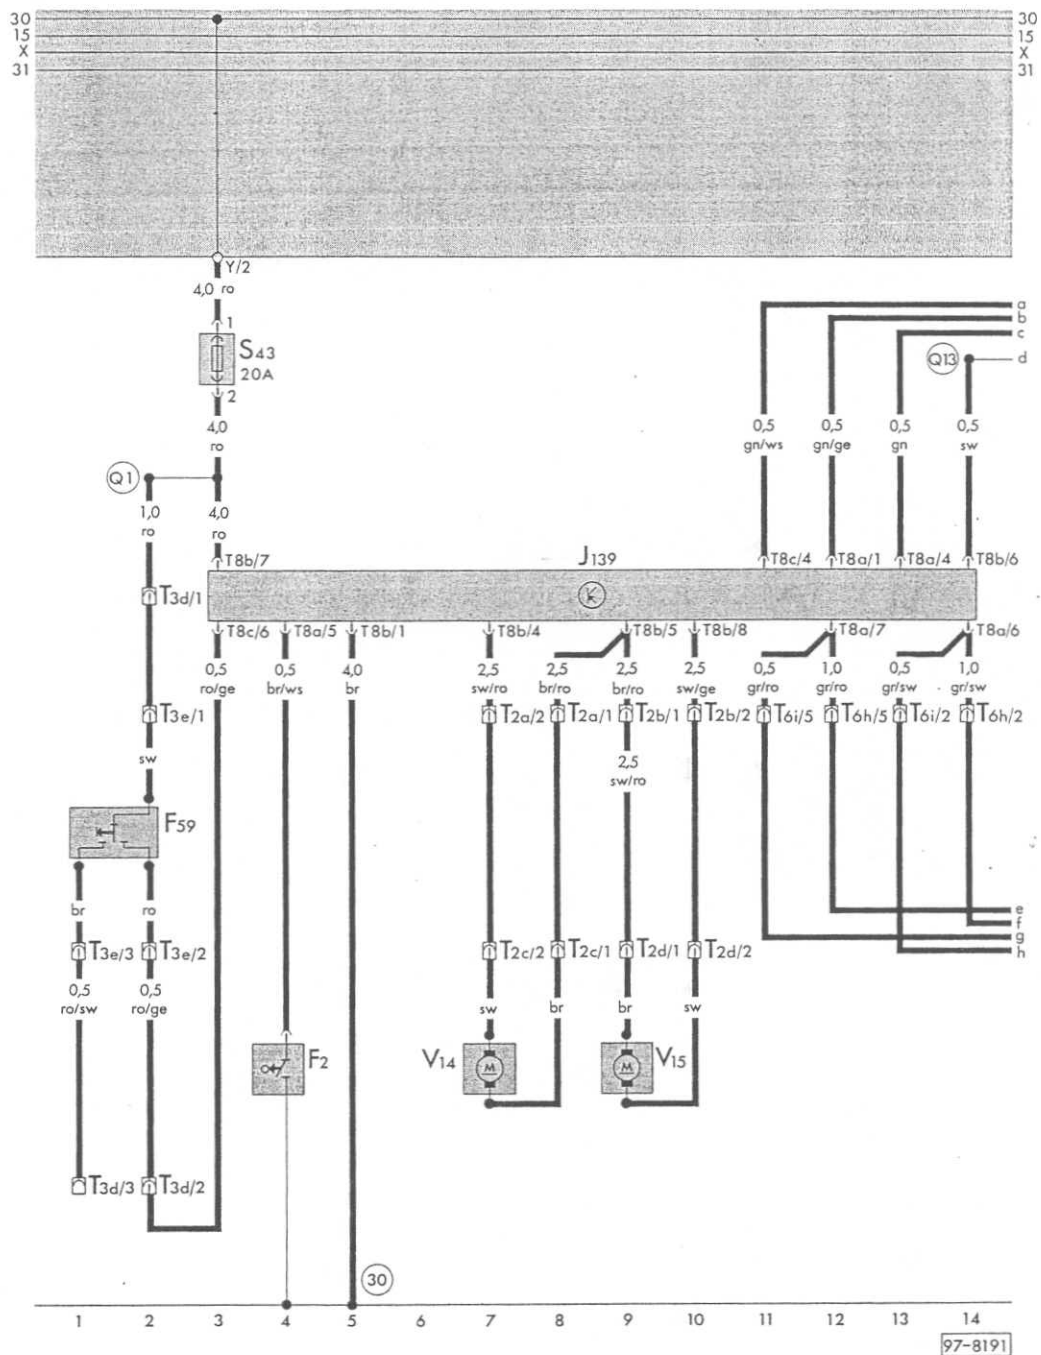 30 30
15 15
X X
31 31
Y/2
4,0 ro
1
S43
20A
2
4,0
ro
Q1
1,0 4,0
ro ro
a
b
c
Q13 d
0,5 0,5 0,5 0,5
gn/ws gn/ge gn sw
T8b/7 J139 T8c/4 T8a/1 T8a/4 T8b/6
K
T3d/1
T8c/6 T8a/5 T8b/1 T8b/4 T8b/5 T8b/8 T8a/7 T8a/6
0,5 0,5 4,0 2,5 2,5 2,5 2,5 0,5 1,0 0,5 1,0
ro/ge br/ws br sw/ro br/ro br/ro sw/ge gr/ro gr/ro gr/sw gr/sw
T3e/1 T2a/2 T2a/1 T2b/1 T2b/2 T6i/5 T6h/5 T6i/2 T6h/2
sw 2,5
sw/ro
F59
br ro
e
f
g
h
T3e/3 T3e/2 T2c/2 T2c/1 T2d/1 T2d/2
0,5 0,5
ro/sw ro/ge
sw br br sw
F2 V14 M M V15
T3d/3 T3d/2
30
1 2 3 4 5 6 7 8 9 10 11 12 13 14
97-8191